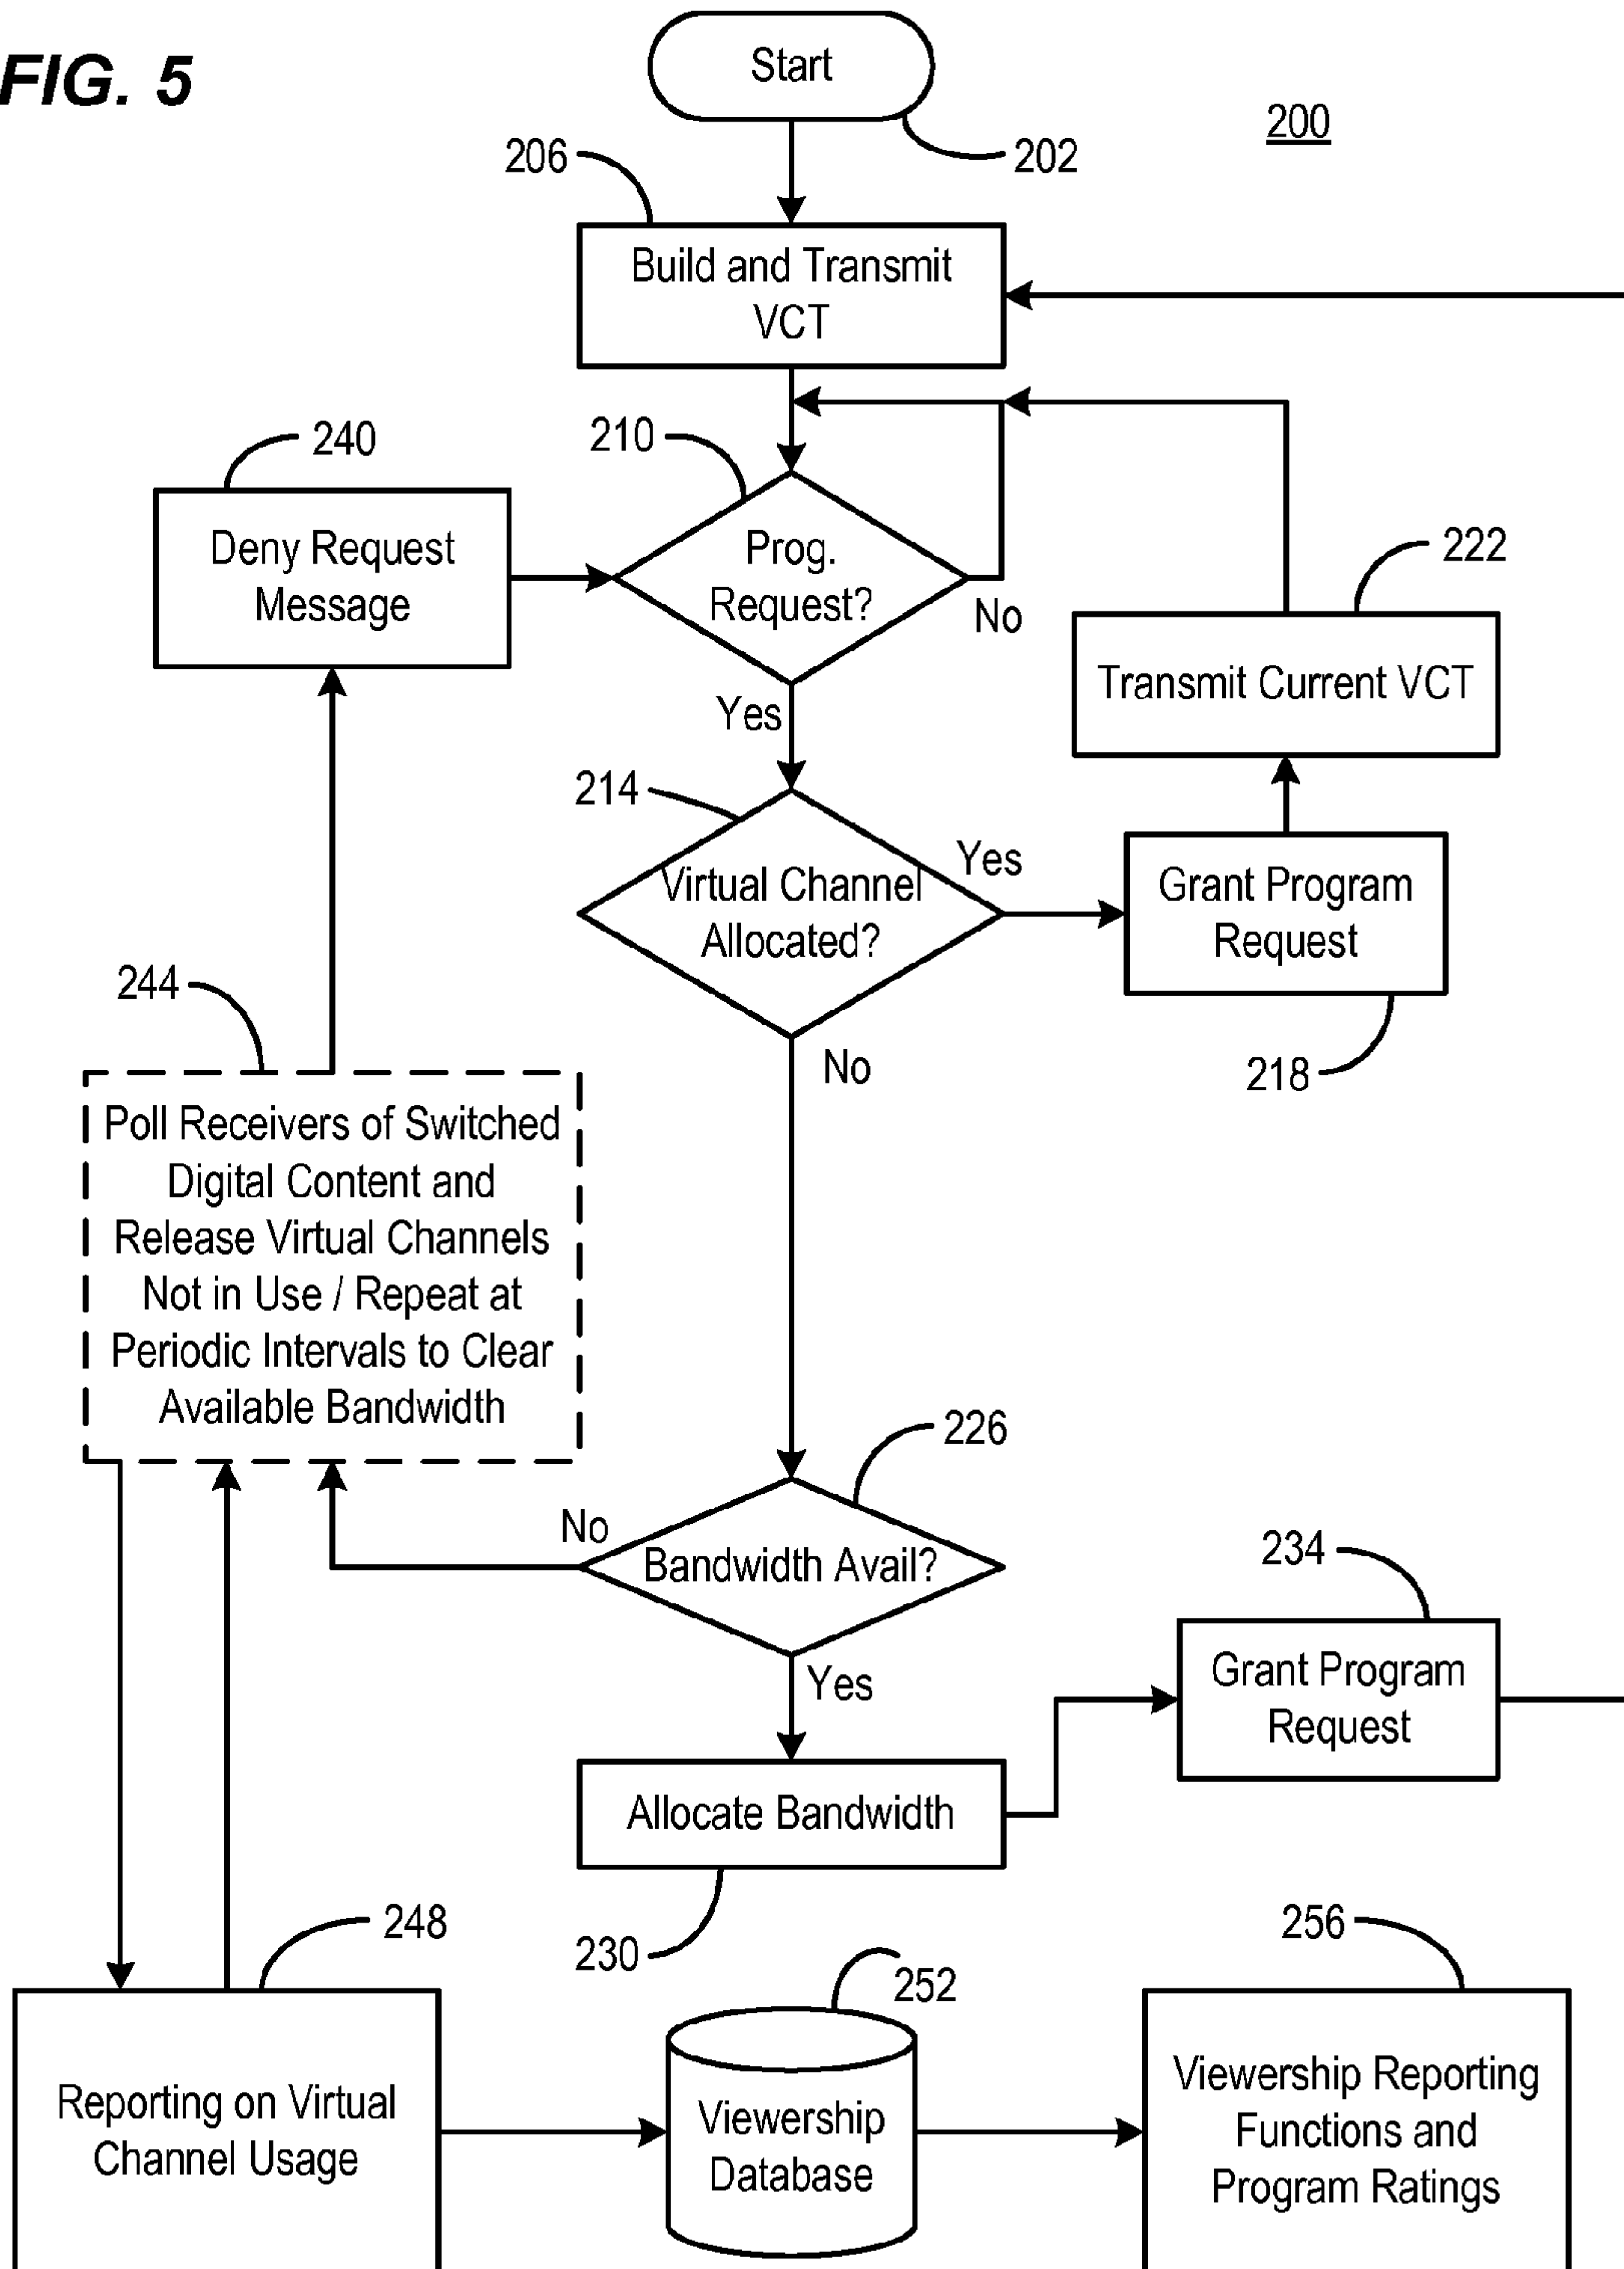 FIG. 5
Start
200
202
206
Build and Transmit
VCT
240
210
Deny Request
Message
Prog.
Request?
No
222
Transmit Current VCT
Yes
214
Virtual Channel
Allocated?
Yes
Grant Program
Request
218
No
244
Poll Receivers of Switched
Digital Content and
Release Virtual Channels
Not in Use / Repeat at
Periodic Intervals to Clear
Available Bandwidth
226
No
Bandwidth Avail?
234
Yes
Grant Program
Request
Allocate Bandwidth
230
248
252
256
Reporting on Virtual
Channel Usage
Viewership
Database
Viewership Reporting
Functions and
Program Ratings